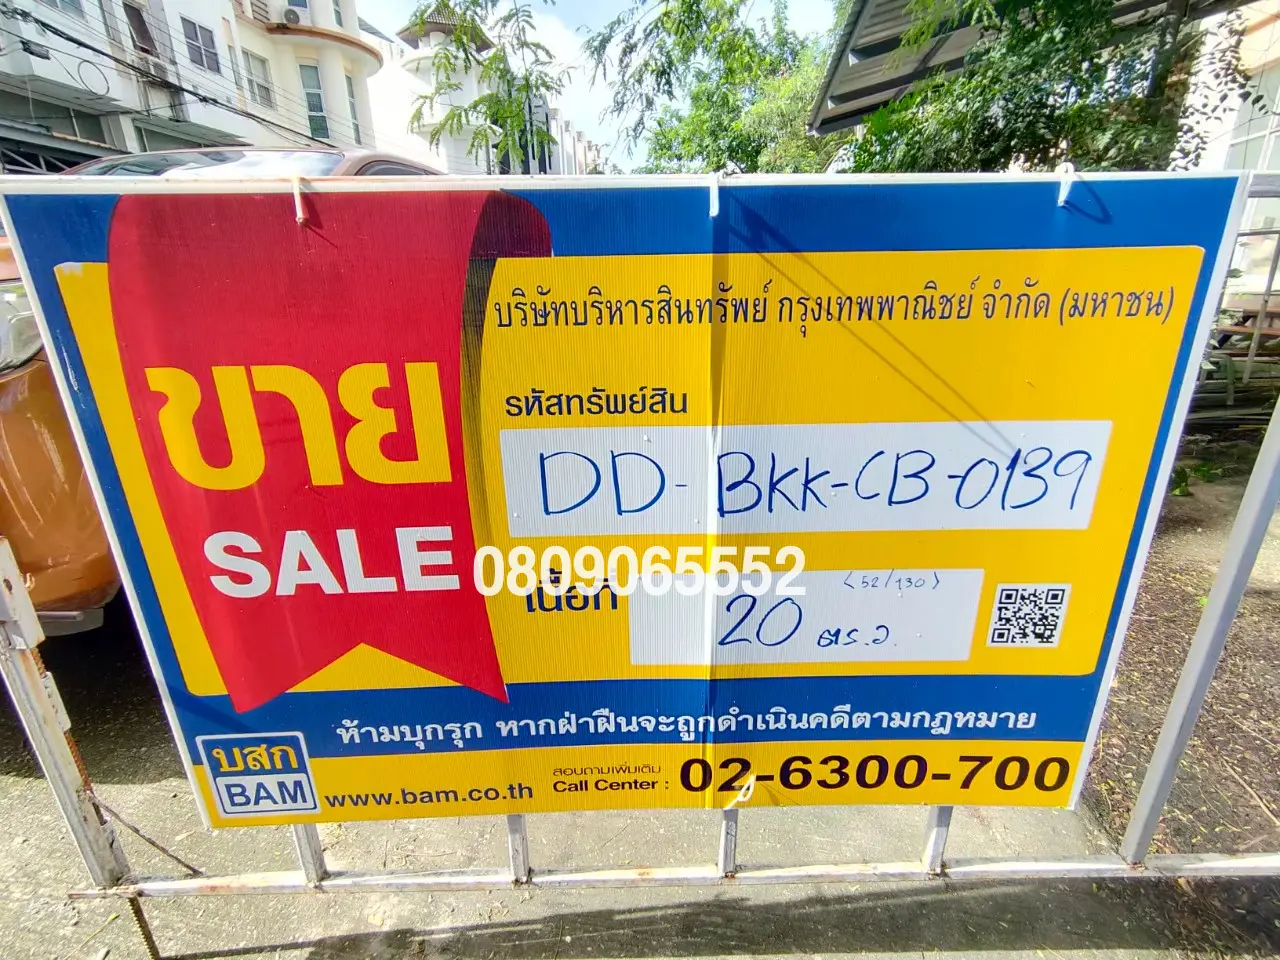 บริษัทบริหารสินทรัพย์ กรุงเทพพาณิชย์ จำกัด (มหาชน)
ขาย
SALE
รหัสทรัพย์สิน
DD-BKK-CB-0139
0809065552
เนื้อที่
20 ตร.ว.
(52/130)
ห้ามบุกรุก หากฝ่าฝืนจะถูกดำเนินคดีตามกฎหมาย
บสก
BAM
www.bam.co.th
สอบถามเพิ่มเติม
Call Center : 02-6300-700